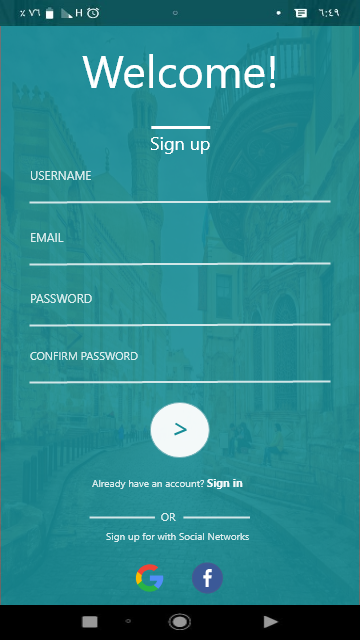 ٪ ٧٦ H ٦:٤٩
Welcome!
Sign up
USERNAME
EMAIL
PASSWORD
CONFIRM PASSWORD
>
Already have an account? Sign in
OR
Sign up for with Social Networks
G f